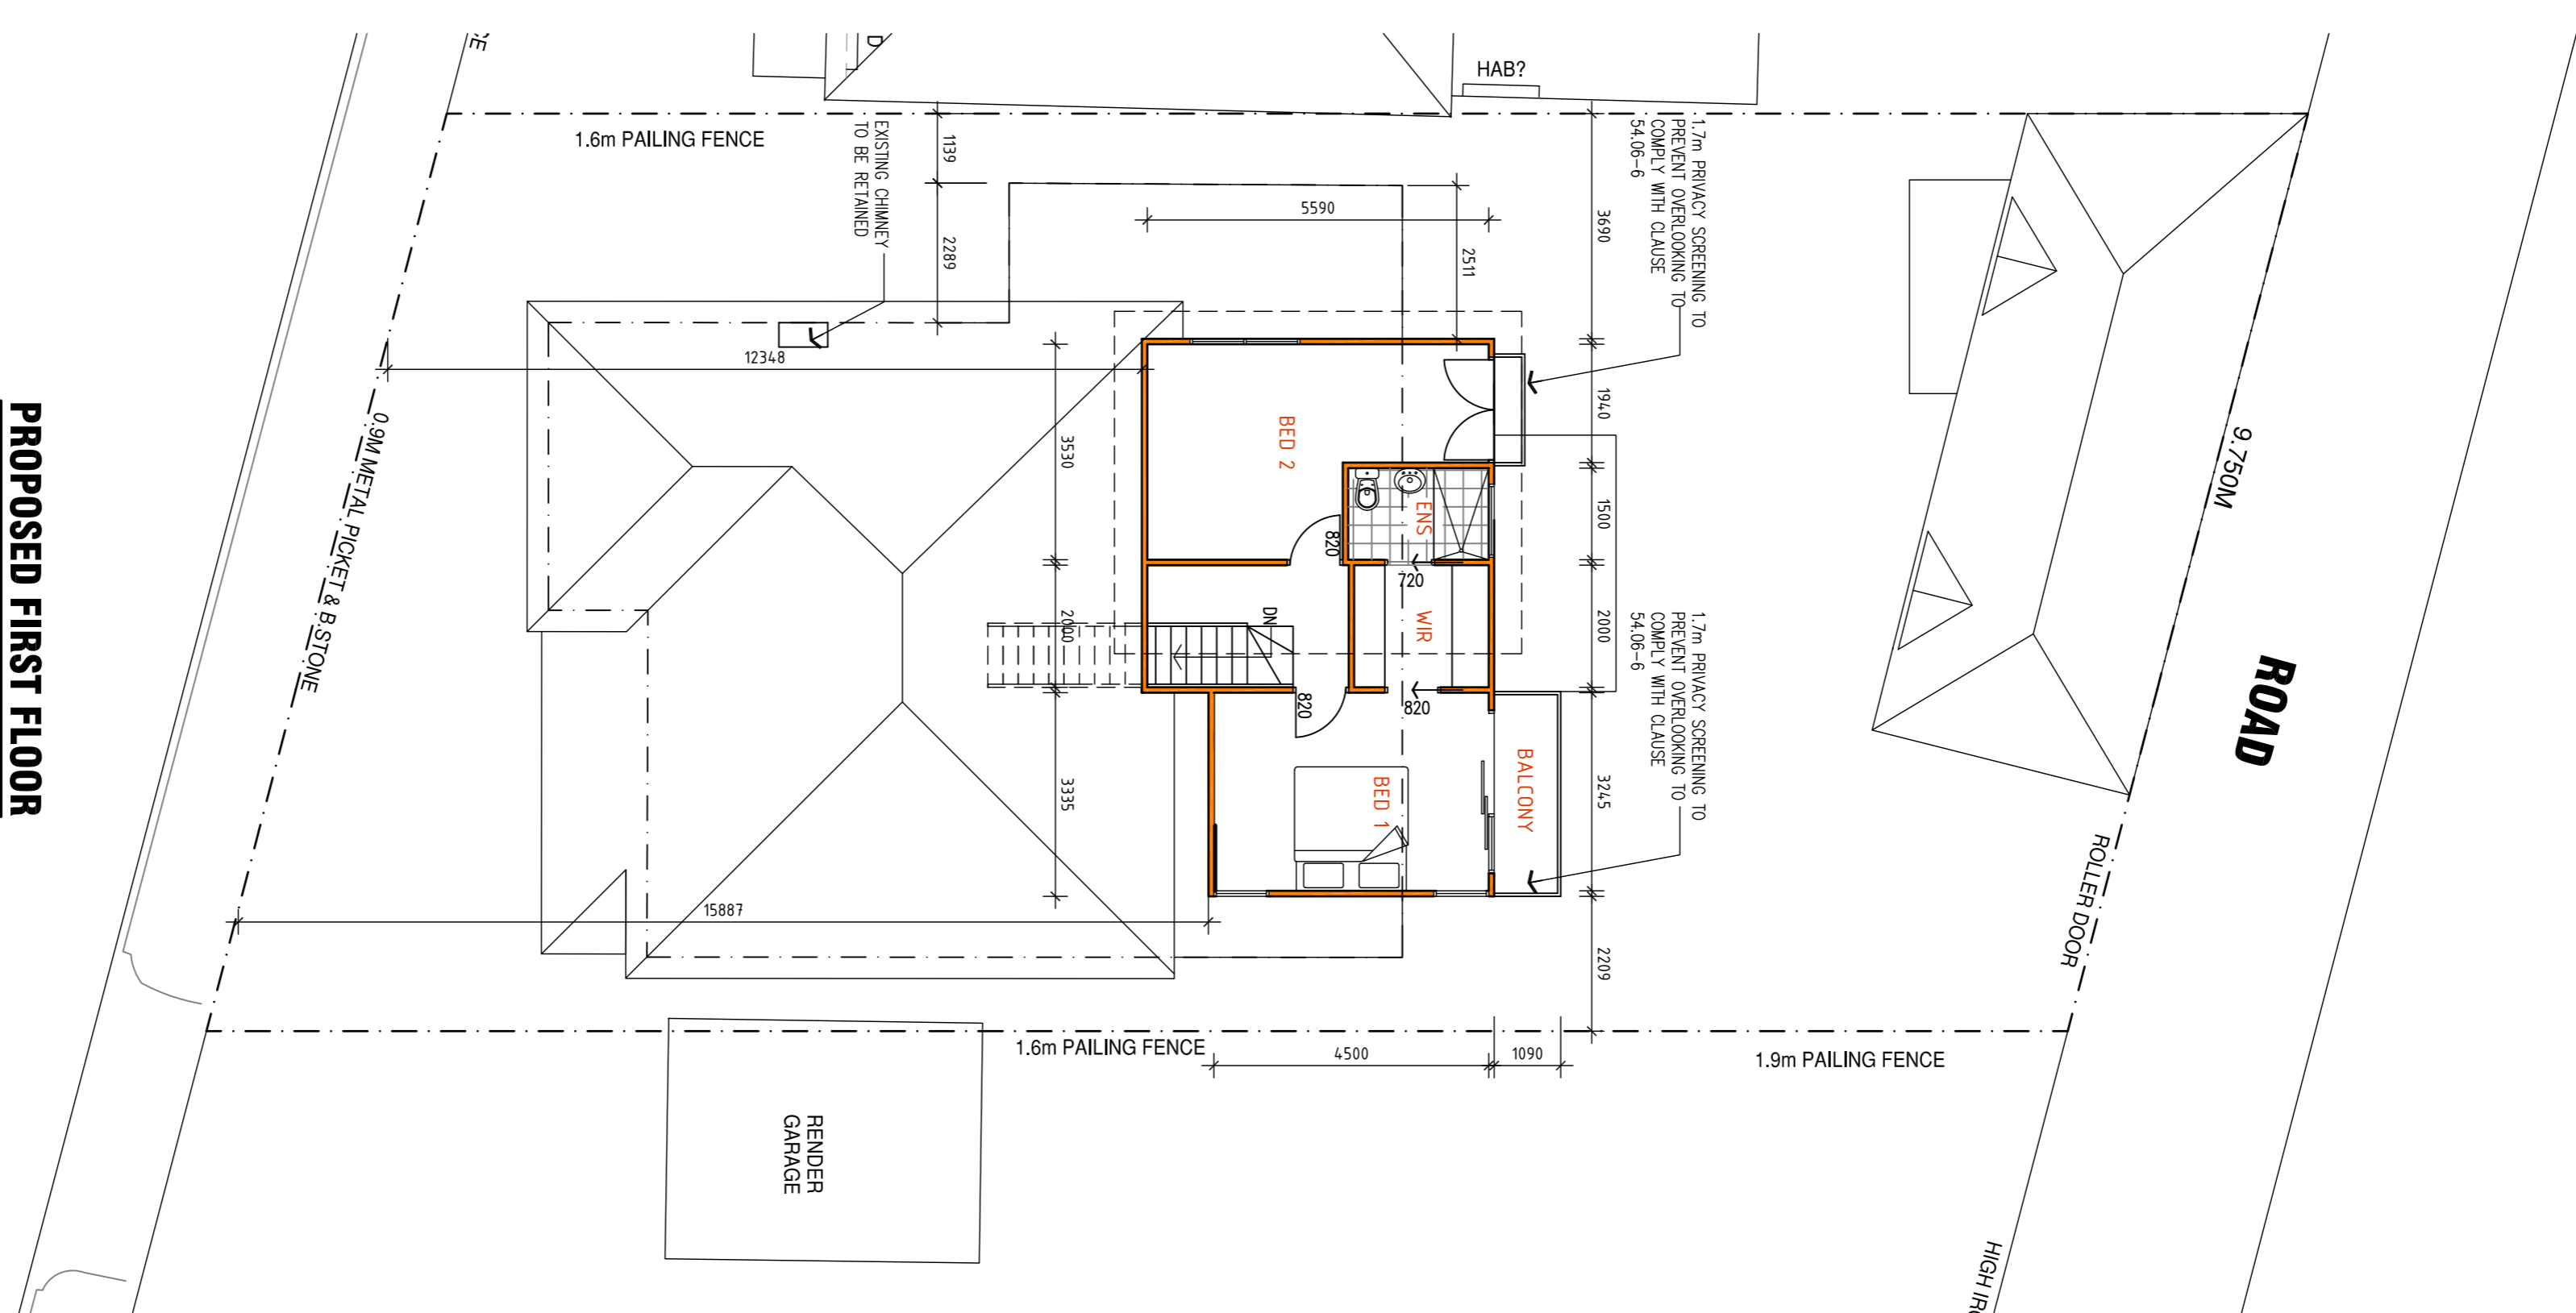 HAB?
1.6m PAILING FENCE
1139
2289
EXISTING CHIMNEY
TO BE RETAINED
5590
2511
3690
1.7m PRIVACY SCREENING TO
PREVENT OVERLOOKING TO
COMPLY WITH CLAUSE
54.06-6
12348
3530
2000
3335
15887
BED 2
ENS
820
720
WIR
DN
820
820
BED 1
BALCONY
1940
1500
2000
3245
2209
1.7m PRIVACY SCREENING TO
PREVENT OVERLOOKING TO
COMPLY WITH CLAUSE
54.06-6
9.750M
ROAD
ROLLER DOOR
0.9M METAL PICKET & B.STONE
PROPOSED FIRST FLOOR
1.6m PAILING FENCE
4500
1090
1.9m PAILING FENCE
RENDER
GARAGE
HIGH